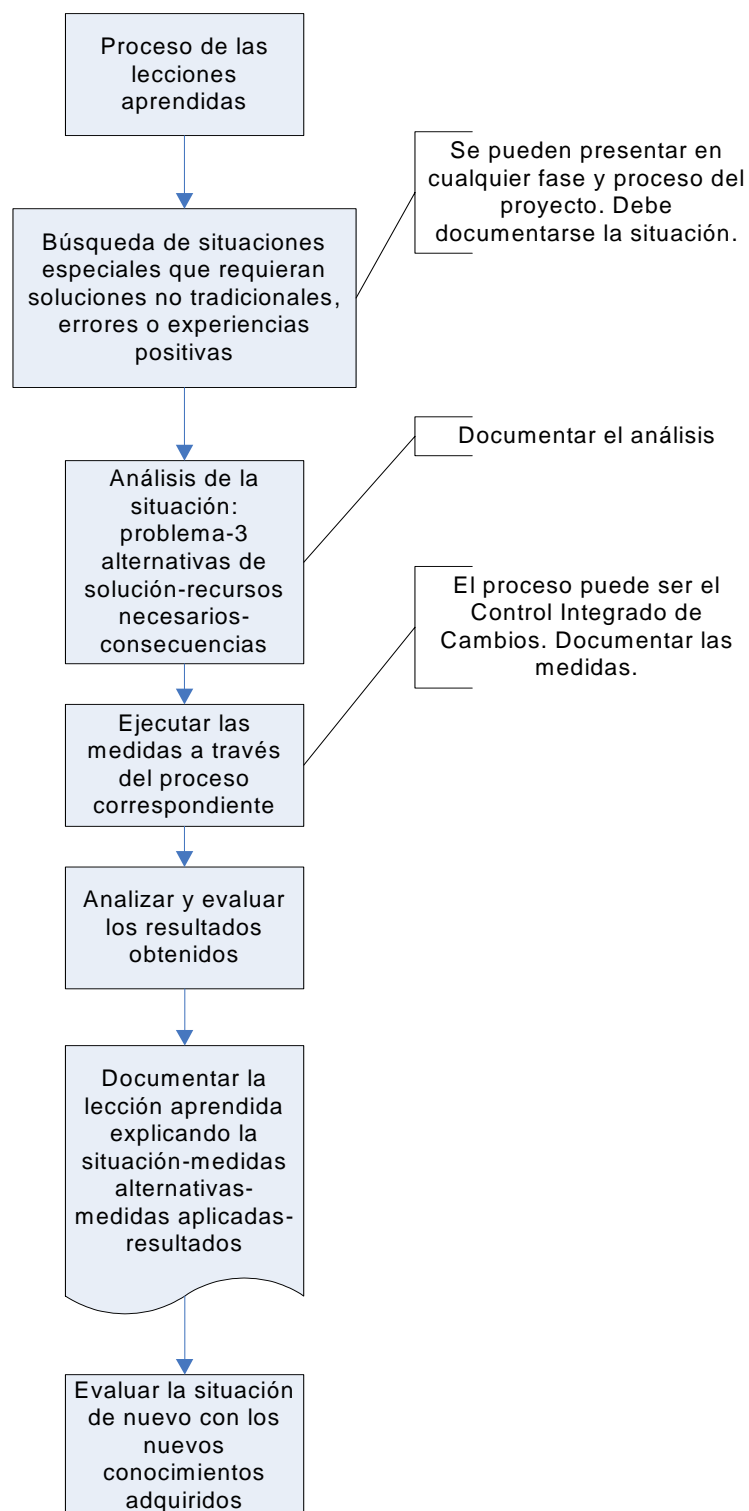 Proceso de las
lecciones
aprendidas
Se pueden presentar en
cualquier fase y proceso del
proyecto. Debe
documentarse la situación.
Búsqueda de situaciones
especiales que requieran
soluciones no tradicionales,
errores o experiencias
positivas
Documentar el análisis
Análisis de la
situación:
problema-3
alternativas de
solución-recursos
necesarios-
consecuencias
El proceso puede ser el
Control Integrado de
Cambios. Documentar las
medidas.
Ejecutar las
medidas a través
del proceso
correspondiente
Analizar y evaluar
los resultados
obtenidos
Documentar la
lección aprendida
explicando la
situación-medidas
alternativas-
medidas aplicadas-
resultados
Evaluar la situación
de nuevo con los
nuevos
conocimientos
adquiridos